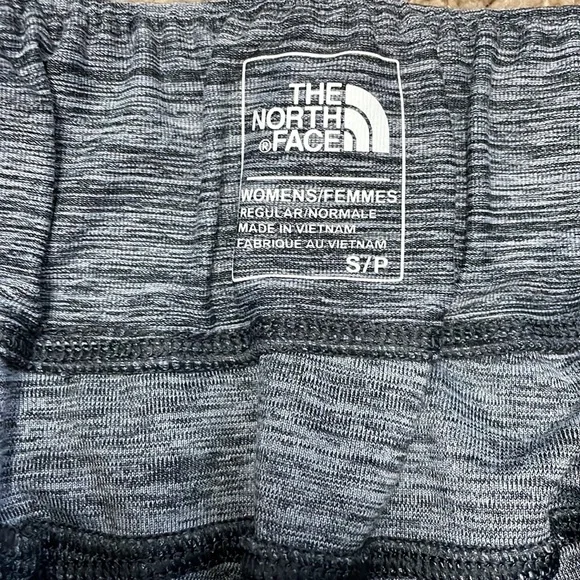 THE
NORTH
®FACE
WOMENS/FEMMES
REGULAR/NORMALE
MADE IN VIETNAM
FABRIQUÉ AU VIETNAM
S/P